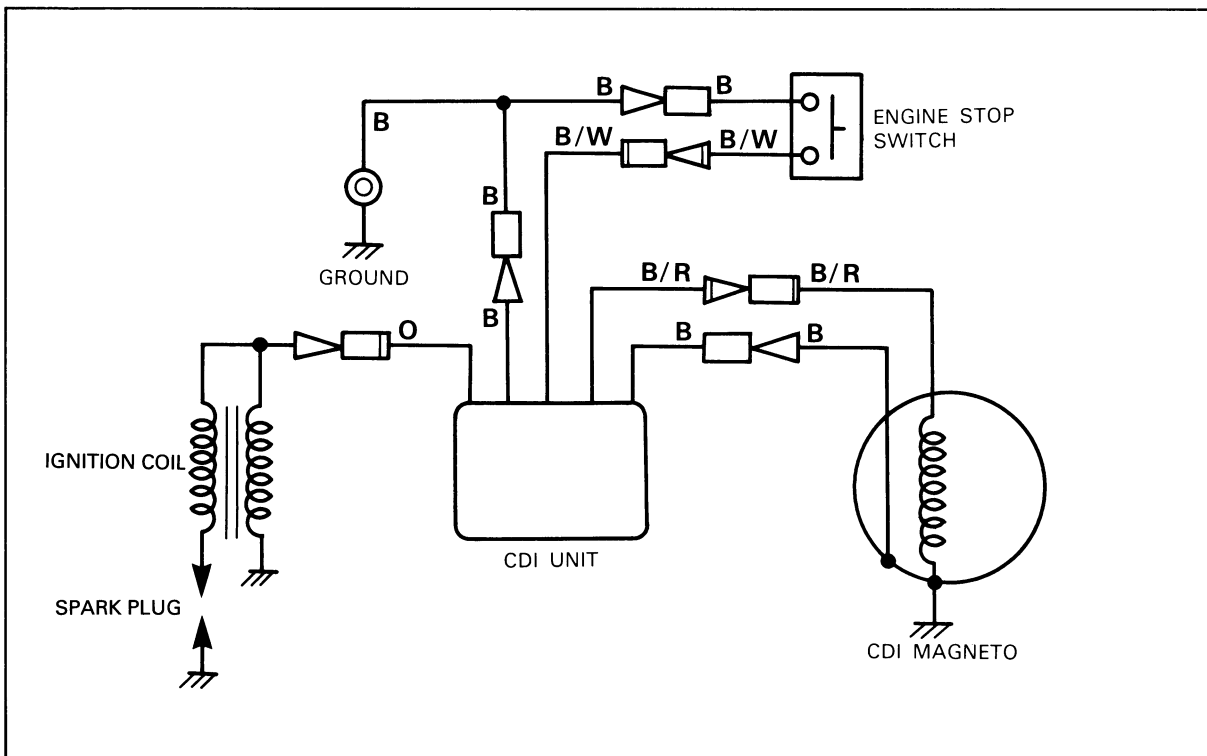 B B
B
ENGINE STOP
SWITCH
B/W B/W
B
GROUND
B/R B/R
B
O
B B
IGNITION COIL
CDI UNIT
SPARK PLUG
CDI MAGNETO